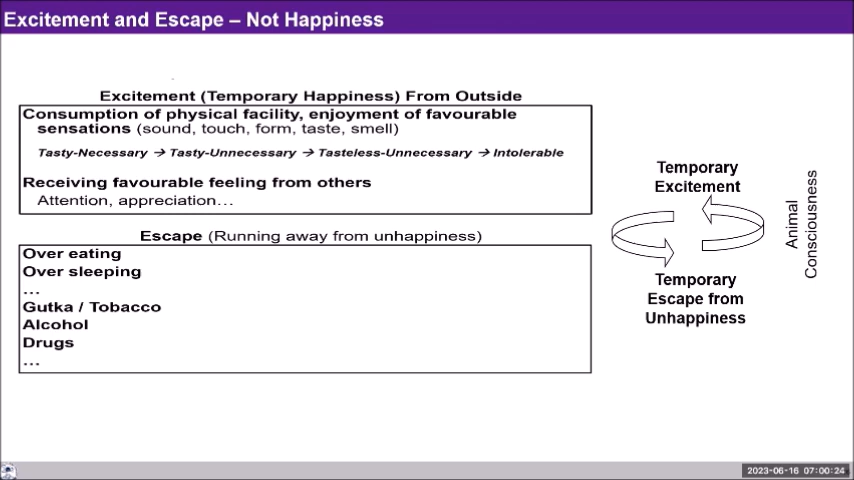 Excitement and Escape – Not Happiness
Excitement (Temporary Happiness) From Outside
Consumption of physical facility, enjoyment of favourable
sensations (sound, touch, form, taste, smell)
Tasty-Necessary → Tasty-Unnecessary → Tasteless-Unnecessary → Intolerable
Receiving favourable feeling from others
Attention, appreciation…
Escape (Running away from unhappiness)
Over eating
Over sleeping
…
Gutka / Tobacco
Alcohol
Drugs
…
Temporary
Excitement
Temporary
Escape from
Unhappiness
Animal
Consciousness
2023-06-16 07:00:24